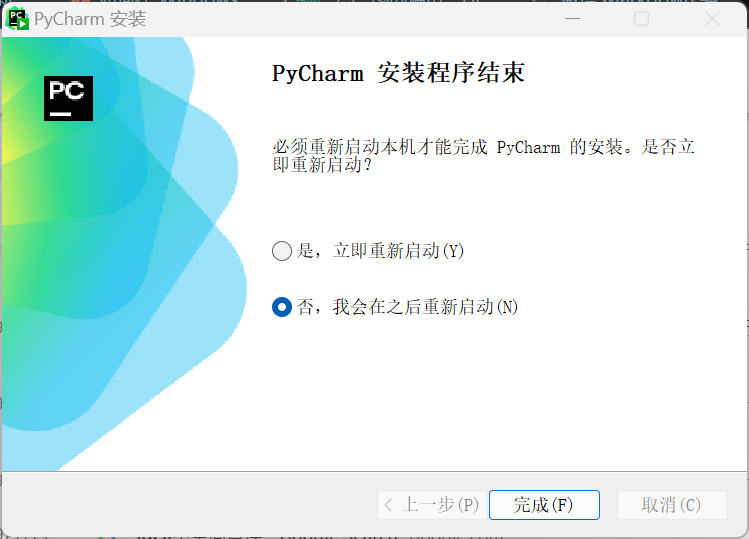 PyCharm 安装
PC
PyCharm 安装程序结束
必须重新启动本机才能完成 PyCharm 的安装。是否立
即重新启动？
是，立即重新启动(Y)
否，我会在之后重新启动(N)
< 上一步(P)
完成(F)
取消(C)